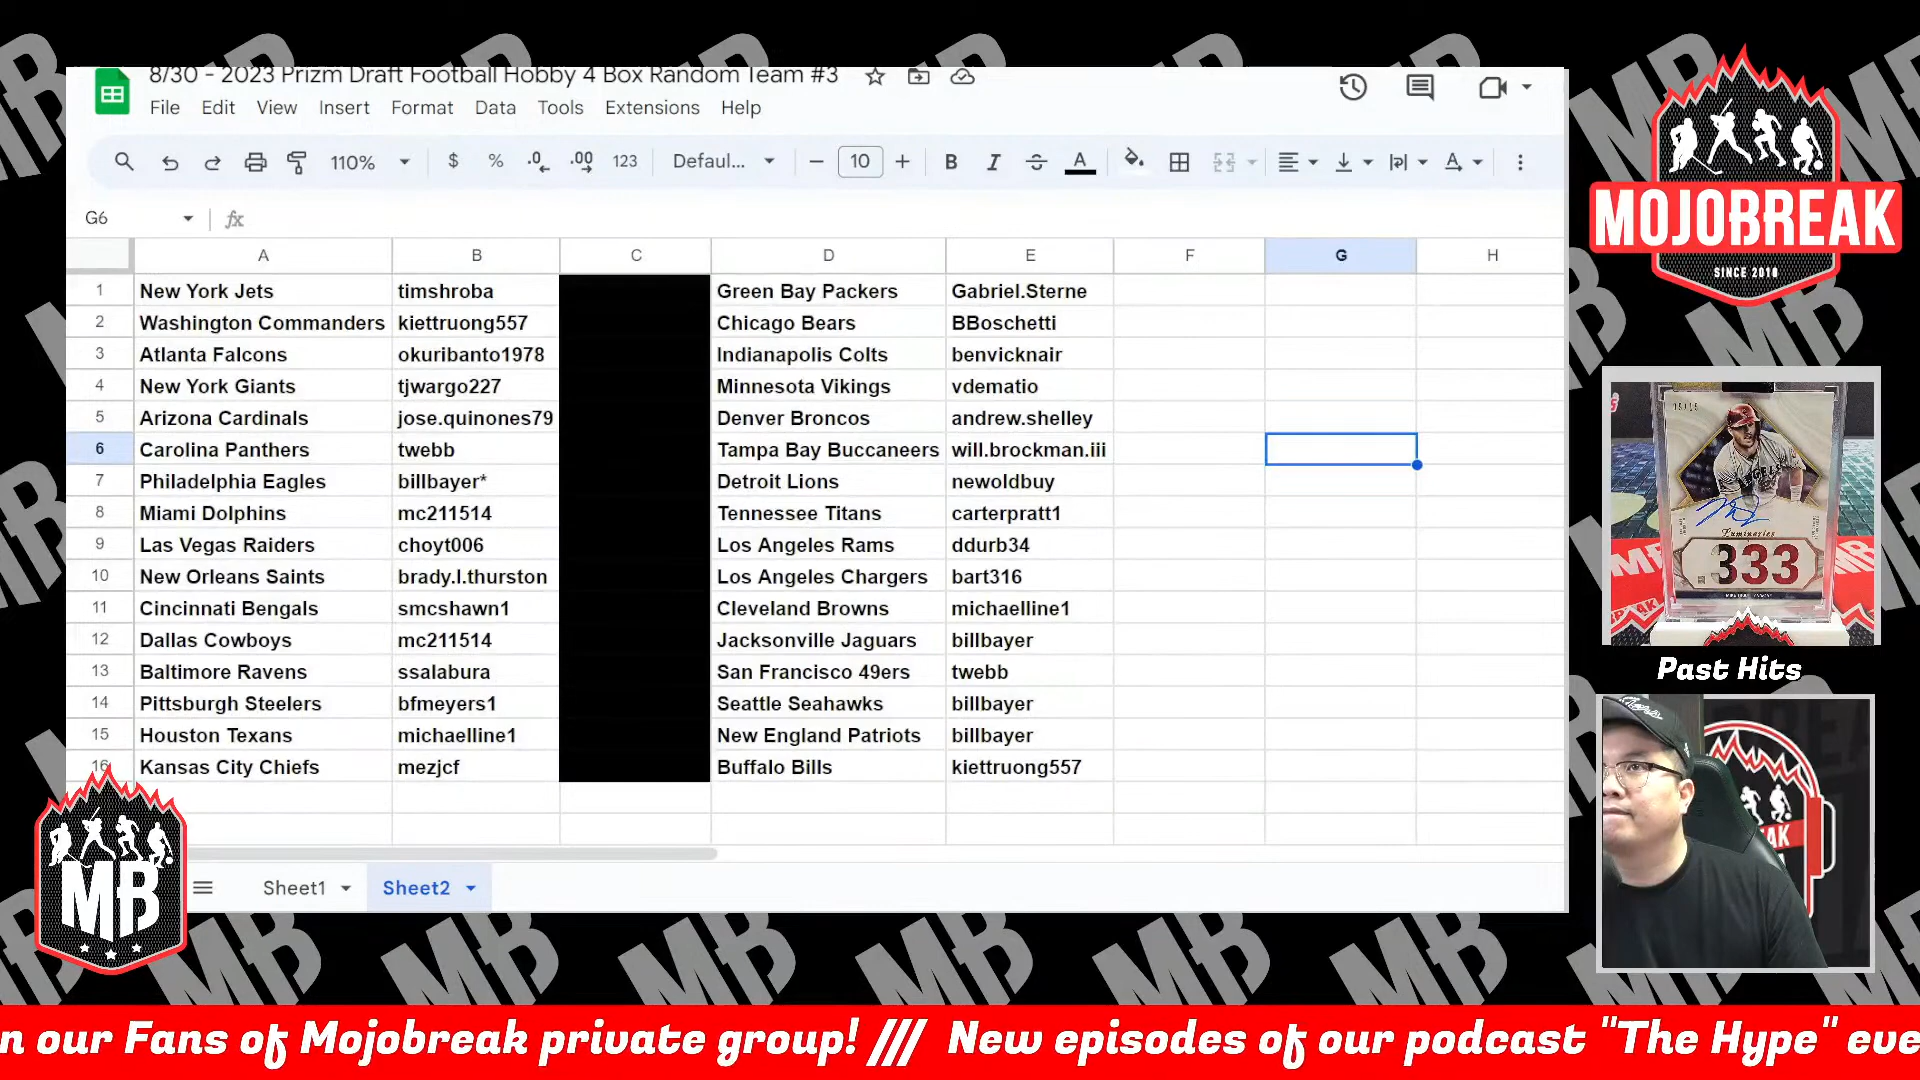 8/30 - 2023 Prizm Draft Football Hobby 4 Box Random Team #3
File Edit View Insert Format Data Tools Extensions Help
110% $ % .0 .00 123 Defaul... 10 B I A A
G6 fx
A B C D E F G H
1 New York Jets timshroba Green Bay Packers Gabriel.Sterne
2 Washington Commanders kiettruong557 Chicago Bears BBoschetti
3 Atlanta Falcons okuribanto1978 Indianapolis Colts benvicknair
4 New York Giants tjwargo227 Minnesota Vikings vdematio
5 Arizona Cardinals jose.quinones79 Denver Broncos andrew.shelley
6 Carolina Panthers twebb Tampa Bay Buccaneers will.brockman.iii
7 Philadelphia Eagles billbayer* Detroit Lions newoldbuy
8 Miami Dolphins mc211514 Tennessee Titans carterpratt1
9 Las Vegas Raiders choyt006 Los Angeles Rams ddurb34
10 New Orleans Saints brady.l.thurston Los Angeles Chargers bart316
11 Cincinnati Bengals smcshawn1 Cleveland Browns michaelline1
12 Dallas Cowboys mc211514 Jacksonville Jaguars billbayer
13 Baltimore Ravens ssalabura San Francisco 49ers twebb
14 Pittsburgh Steelers bfmeyers1 Seattle Seahawks billbayer
15 Houston Texans michaelline1 New England Patriots billbayer
16 Kansas City Chiefs mezjcf Buffalo Bills kiettruong557
Sheet1 Sheet2
MB
MOJOBREAK
SINCE 2010
Luminaries
333
Past Hits
n our Fans of Mojobreak private group! /// New episodes of our podcast "The Hype" eve